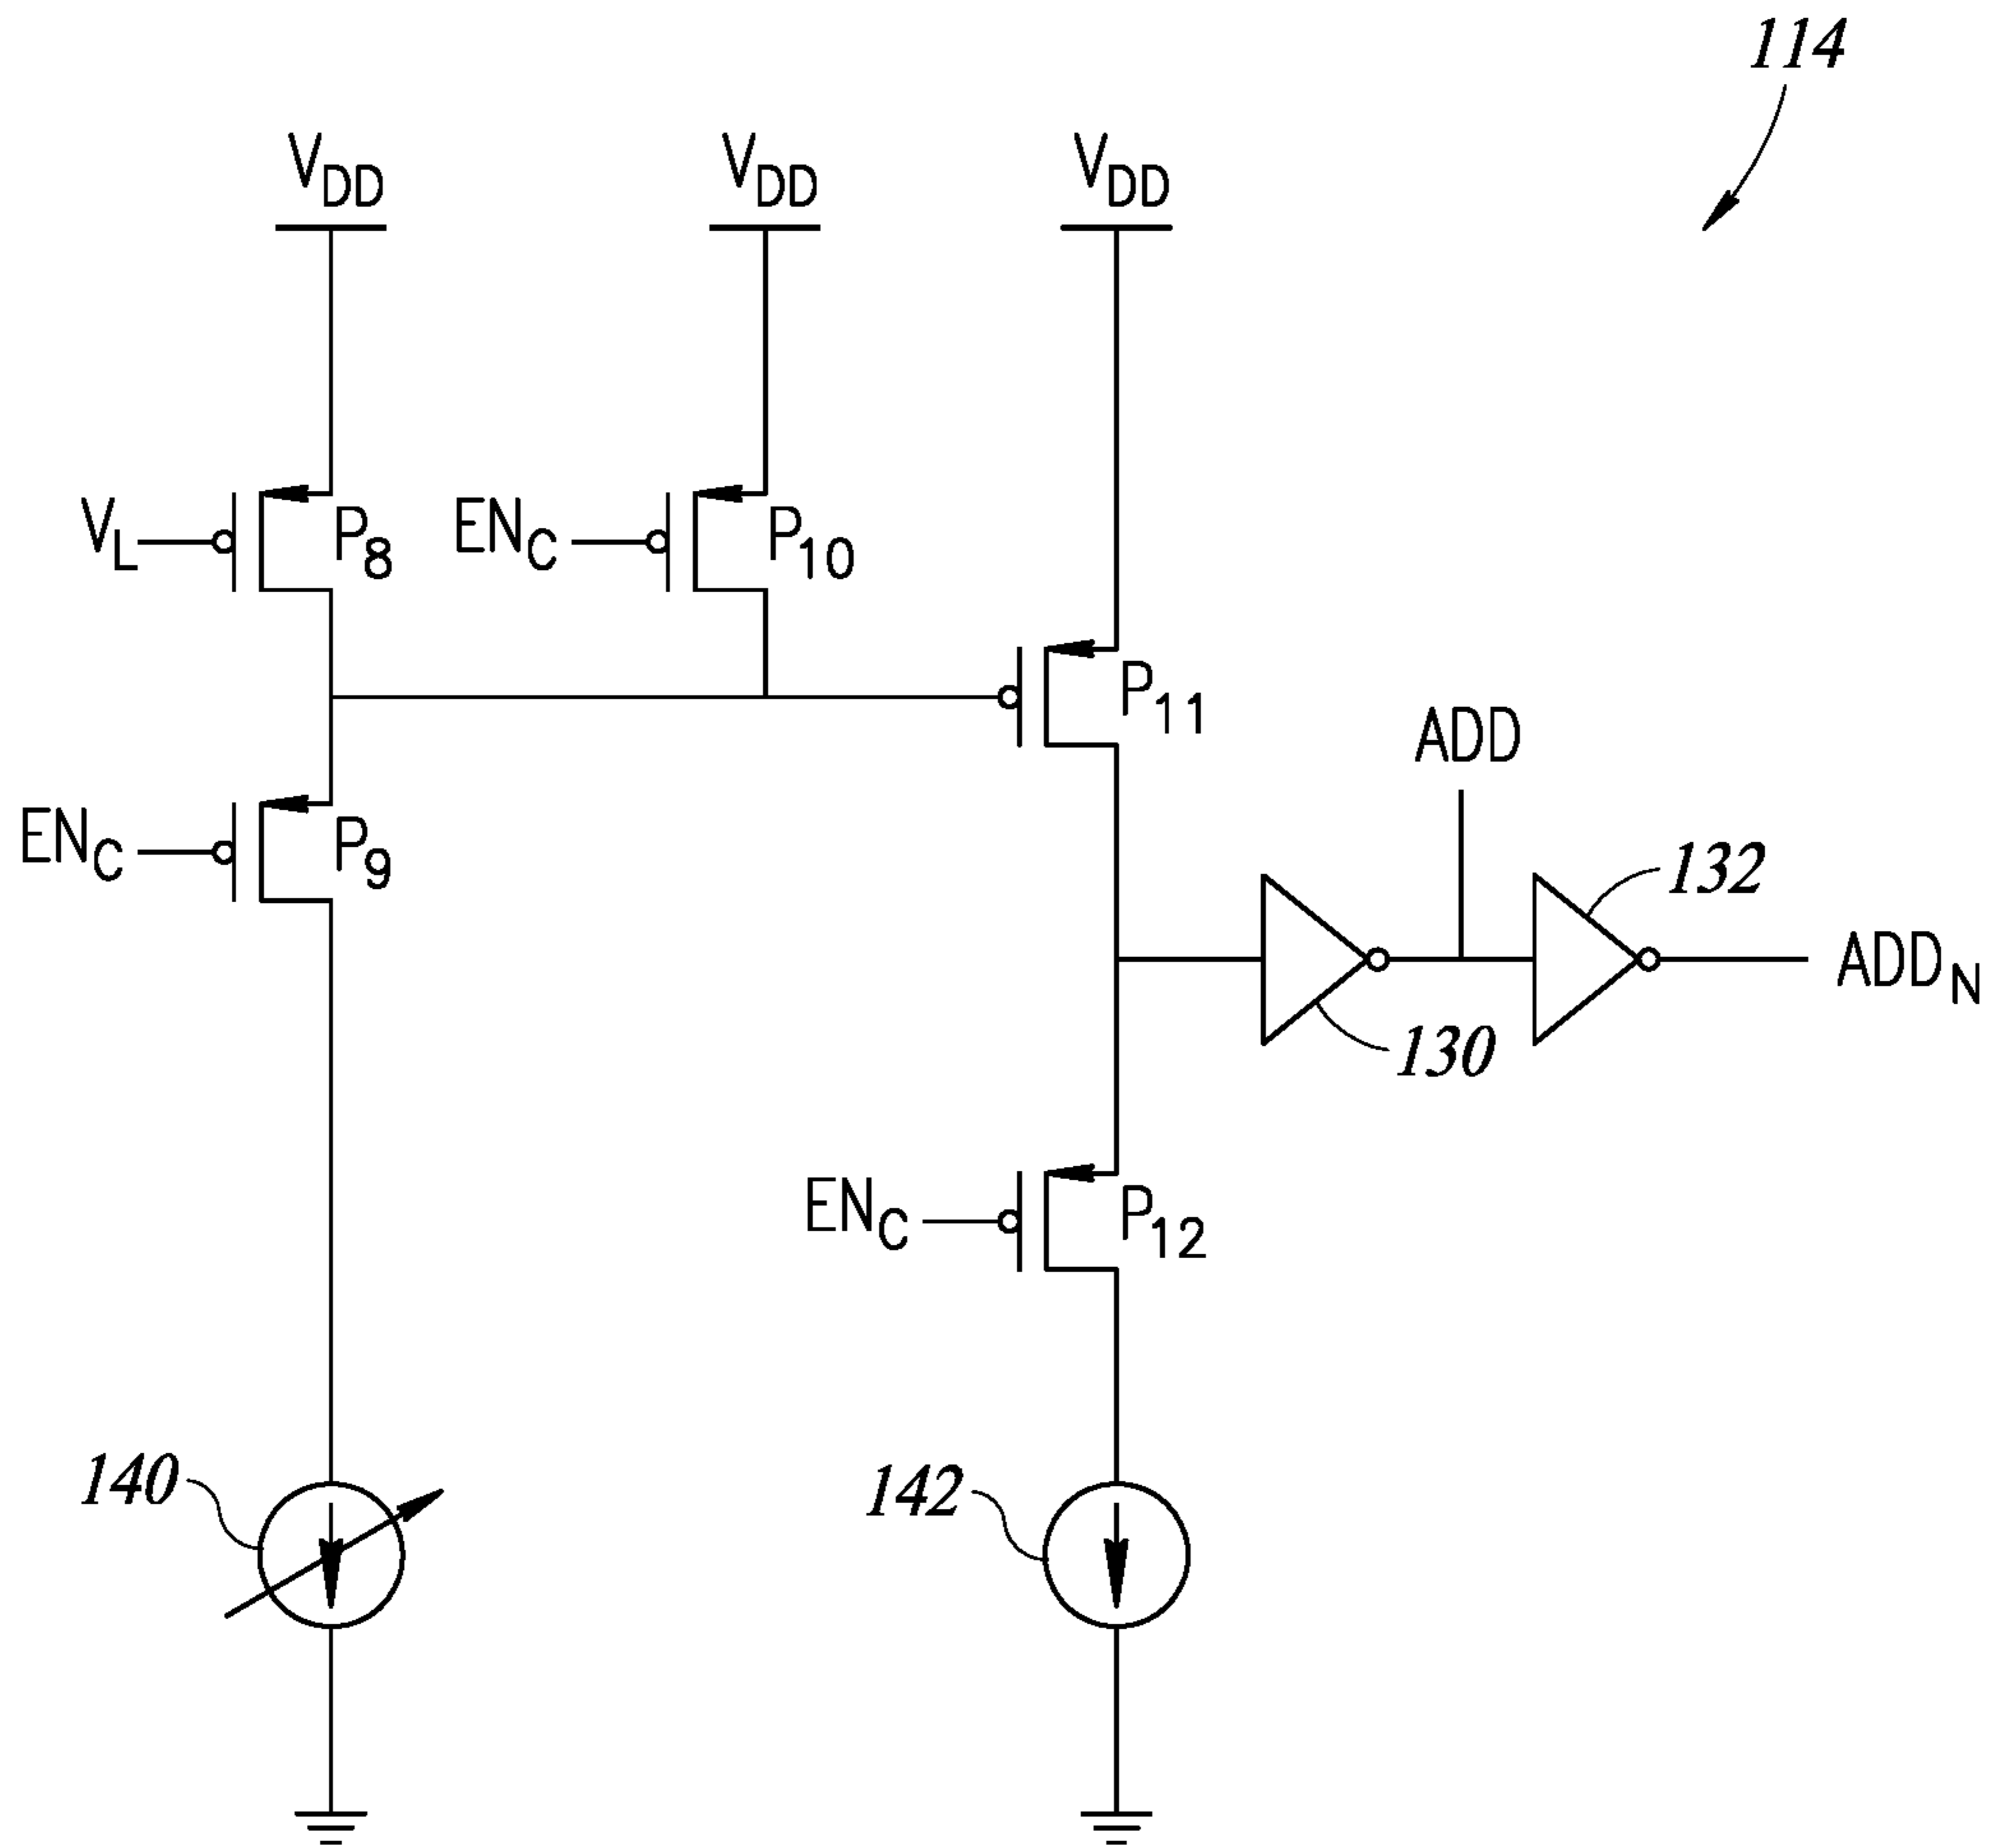 114
VDD VDD VDD
VL P8 ENC P10
P11
ADD
ENC P9
132
ADDN
130
ENC P12
140 142